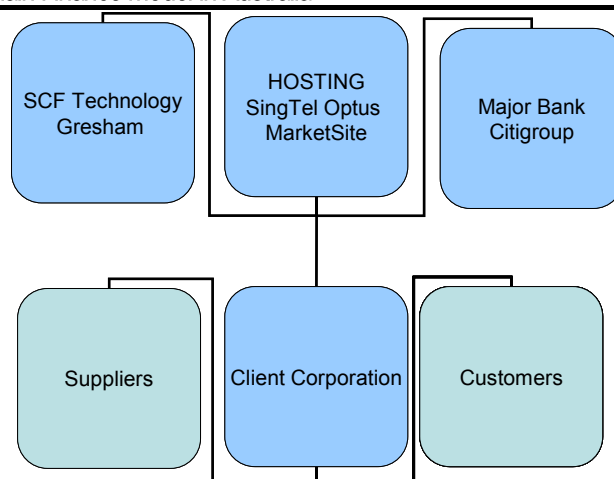 SCF Technology
Gresham
HOSTING
SingTel Optus
MarketSite
Major Bank
Citigroup
Suppliers
Client Corporation
Customers